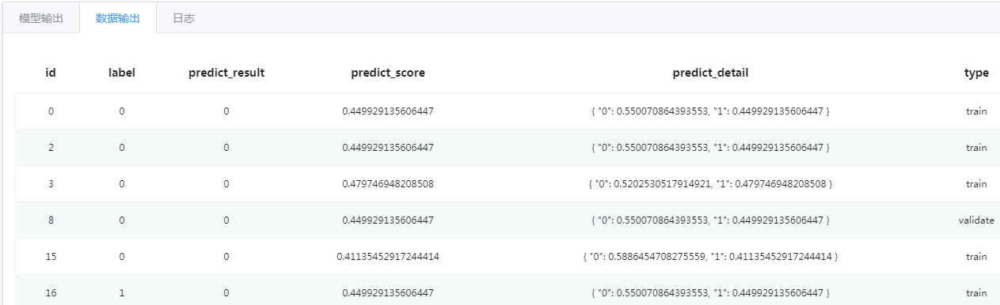 模型输出 数据输出 日志
id label predict_result predict_score predict_detail type
0 0 0 0.449929135606447 { "0": 0.550070864393553, "1": 0.449929135606447 } train
2 0 0 0.449929135606447 { "0": 0.550070864393553, "1": 0.449929135606447 } train
3 0 0 0.479746948208508 { "0": 0.5202530517914921, "1": 0.479746948208508 } train
8 0 0 0.449929135606447 { "0": 0.550070864393553, "1": 0.449929135606447 } validate
15 0 0 0.41135452917244414 { "0": 0.5886454708275559, "1": 0.41135452917244414 } train
16 1 0 0.449929135606447 { "0": 0.550070864393553, "1": 0.449929135606447 } train